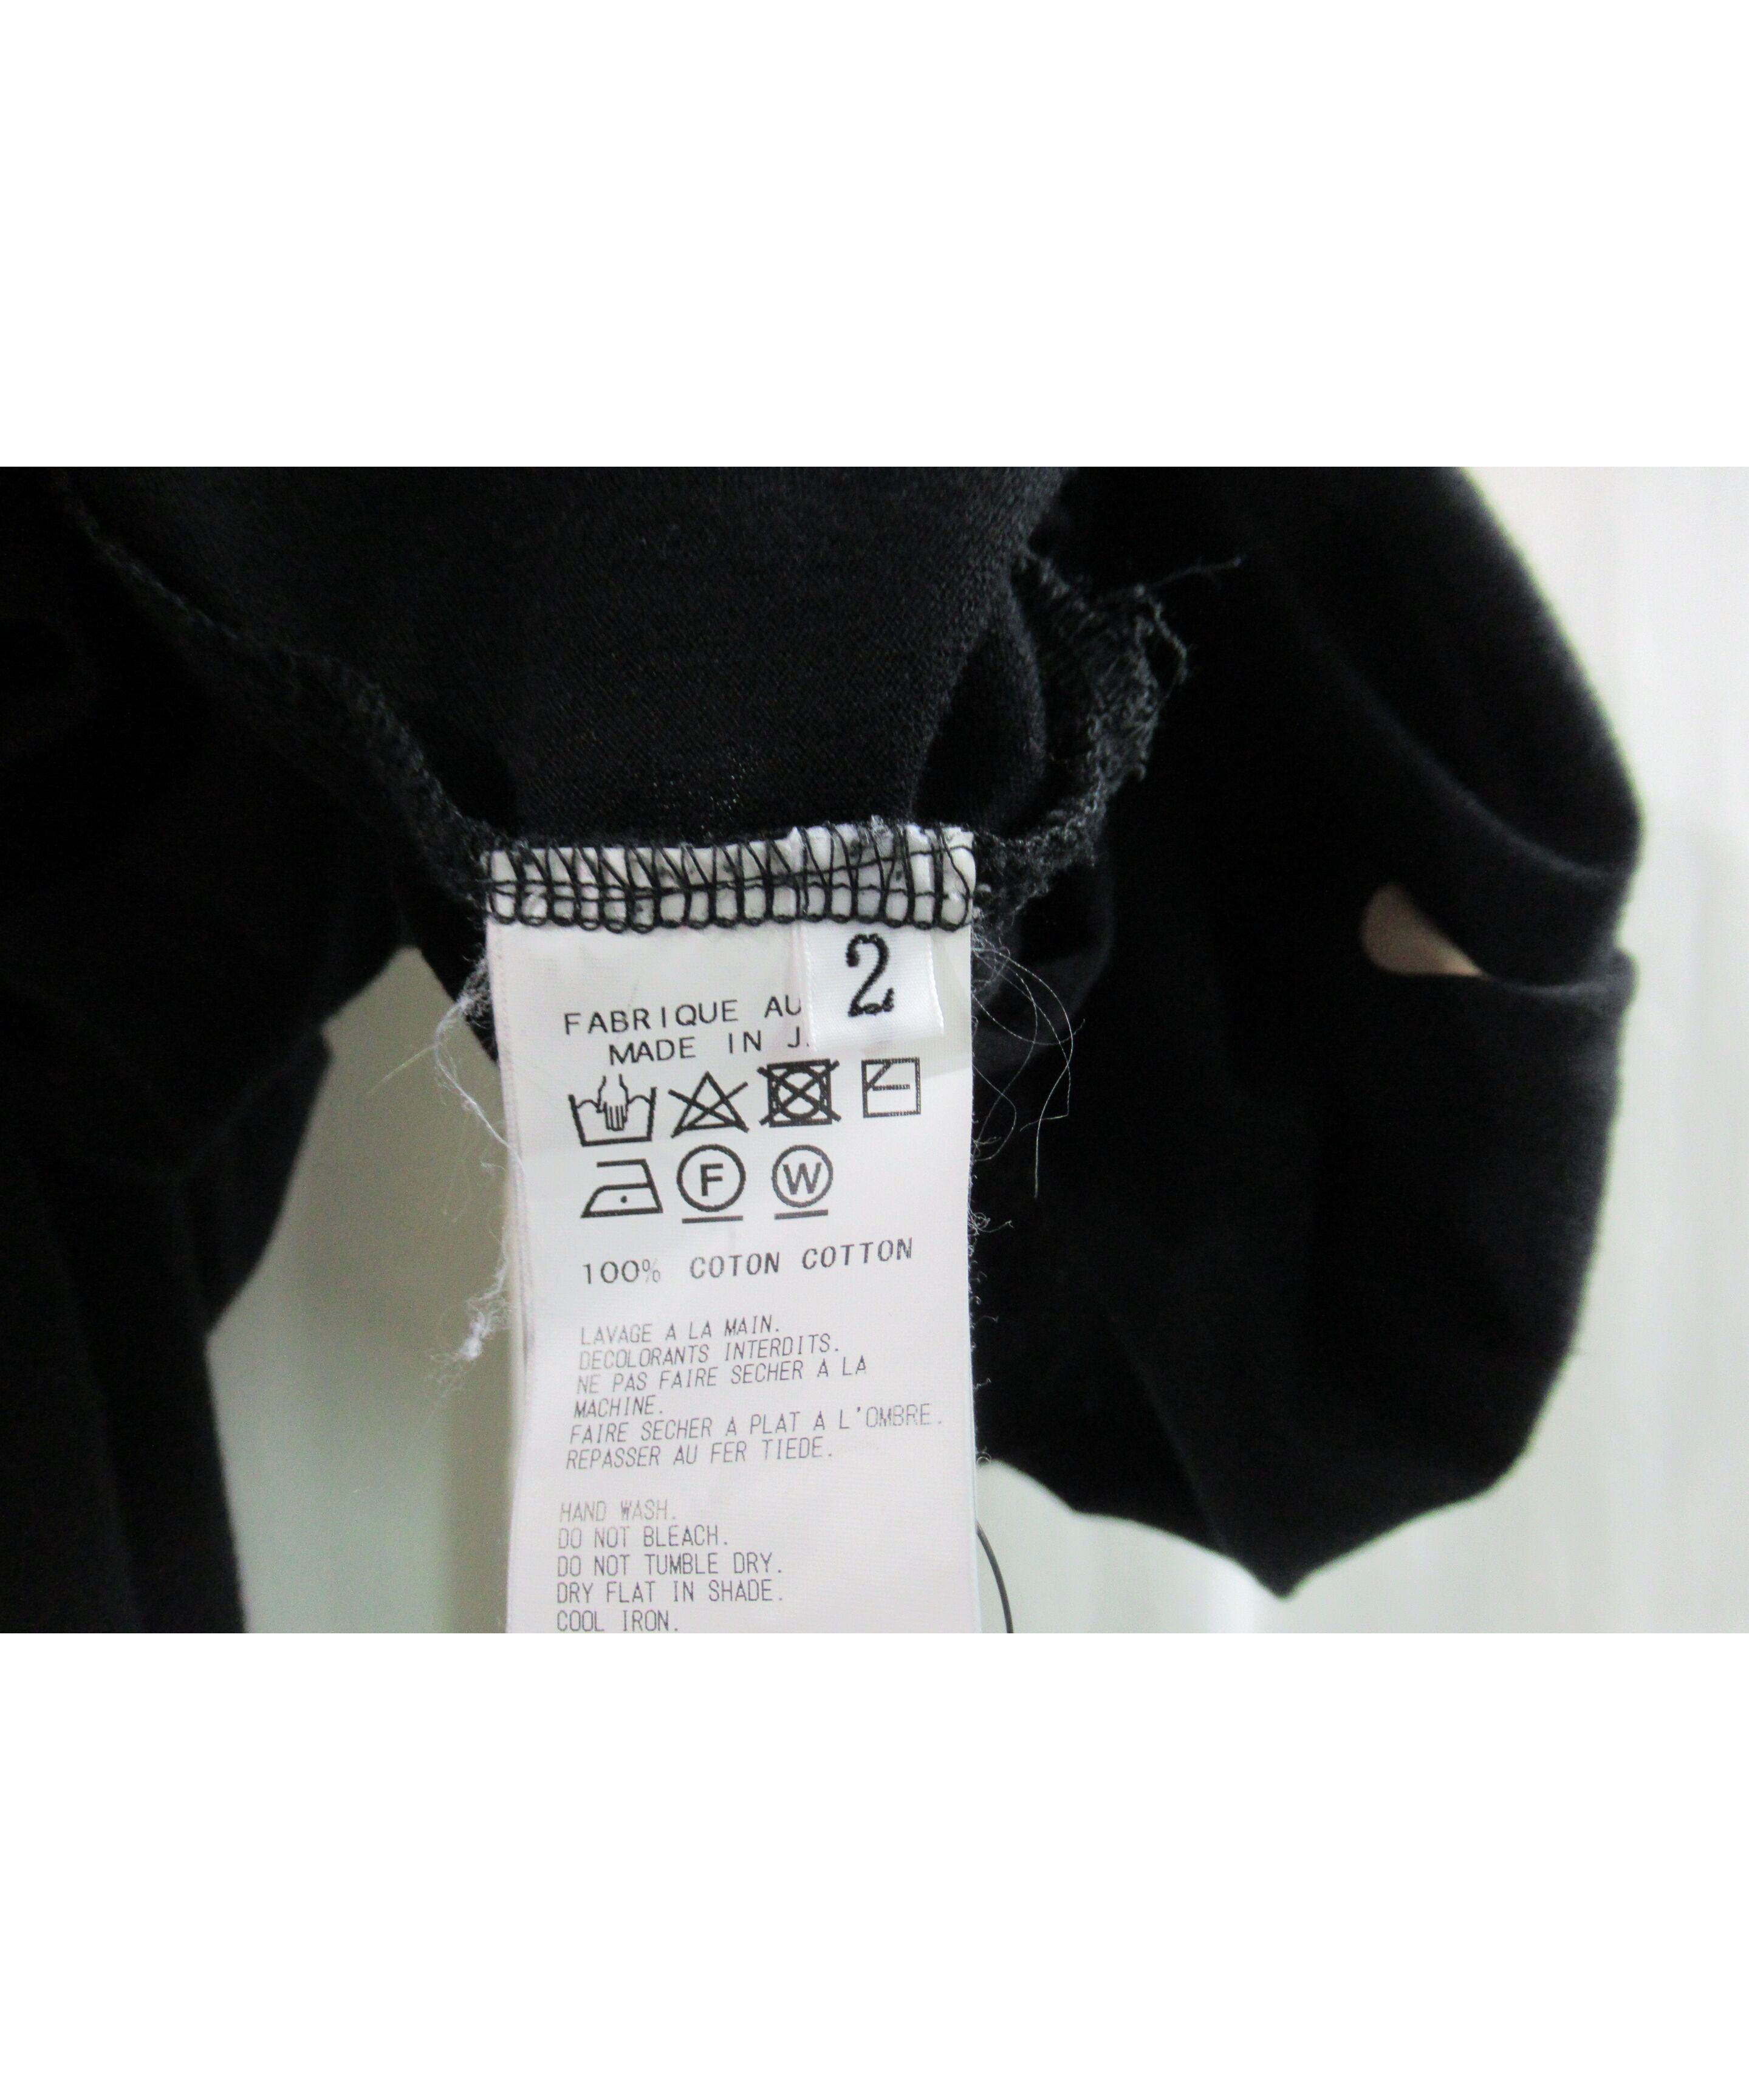 2
FABRIQUE AU
MADE IN J
F W
100% COTON COTTON
LAVAGE A LA MAIN.
DECOLORANTS INTERDITS.
NE PAS FAIRE SECHER A LA
MACHINE.
FAIRE SECHER A PLAT A L'OMBRE.
REPASSER AU FER TIEDE.
HAND WASH.
DO NOT BLEACH.
DO NOT TUMBLE DRY.
DRY FLAT IN SHADE.
COOL IRON.